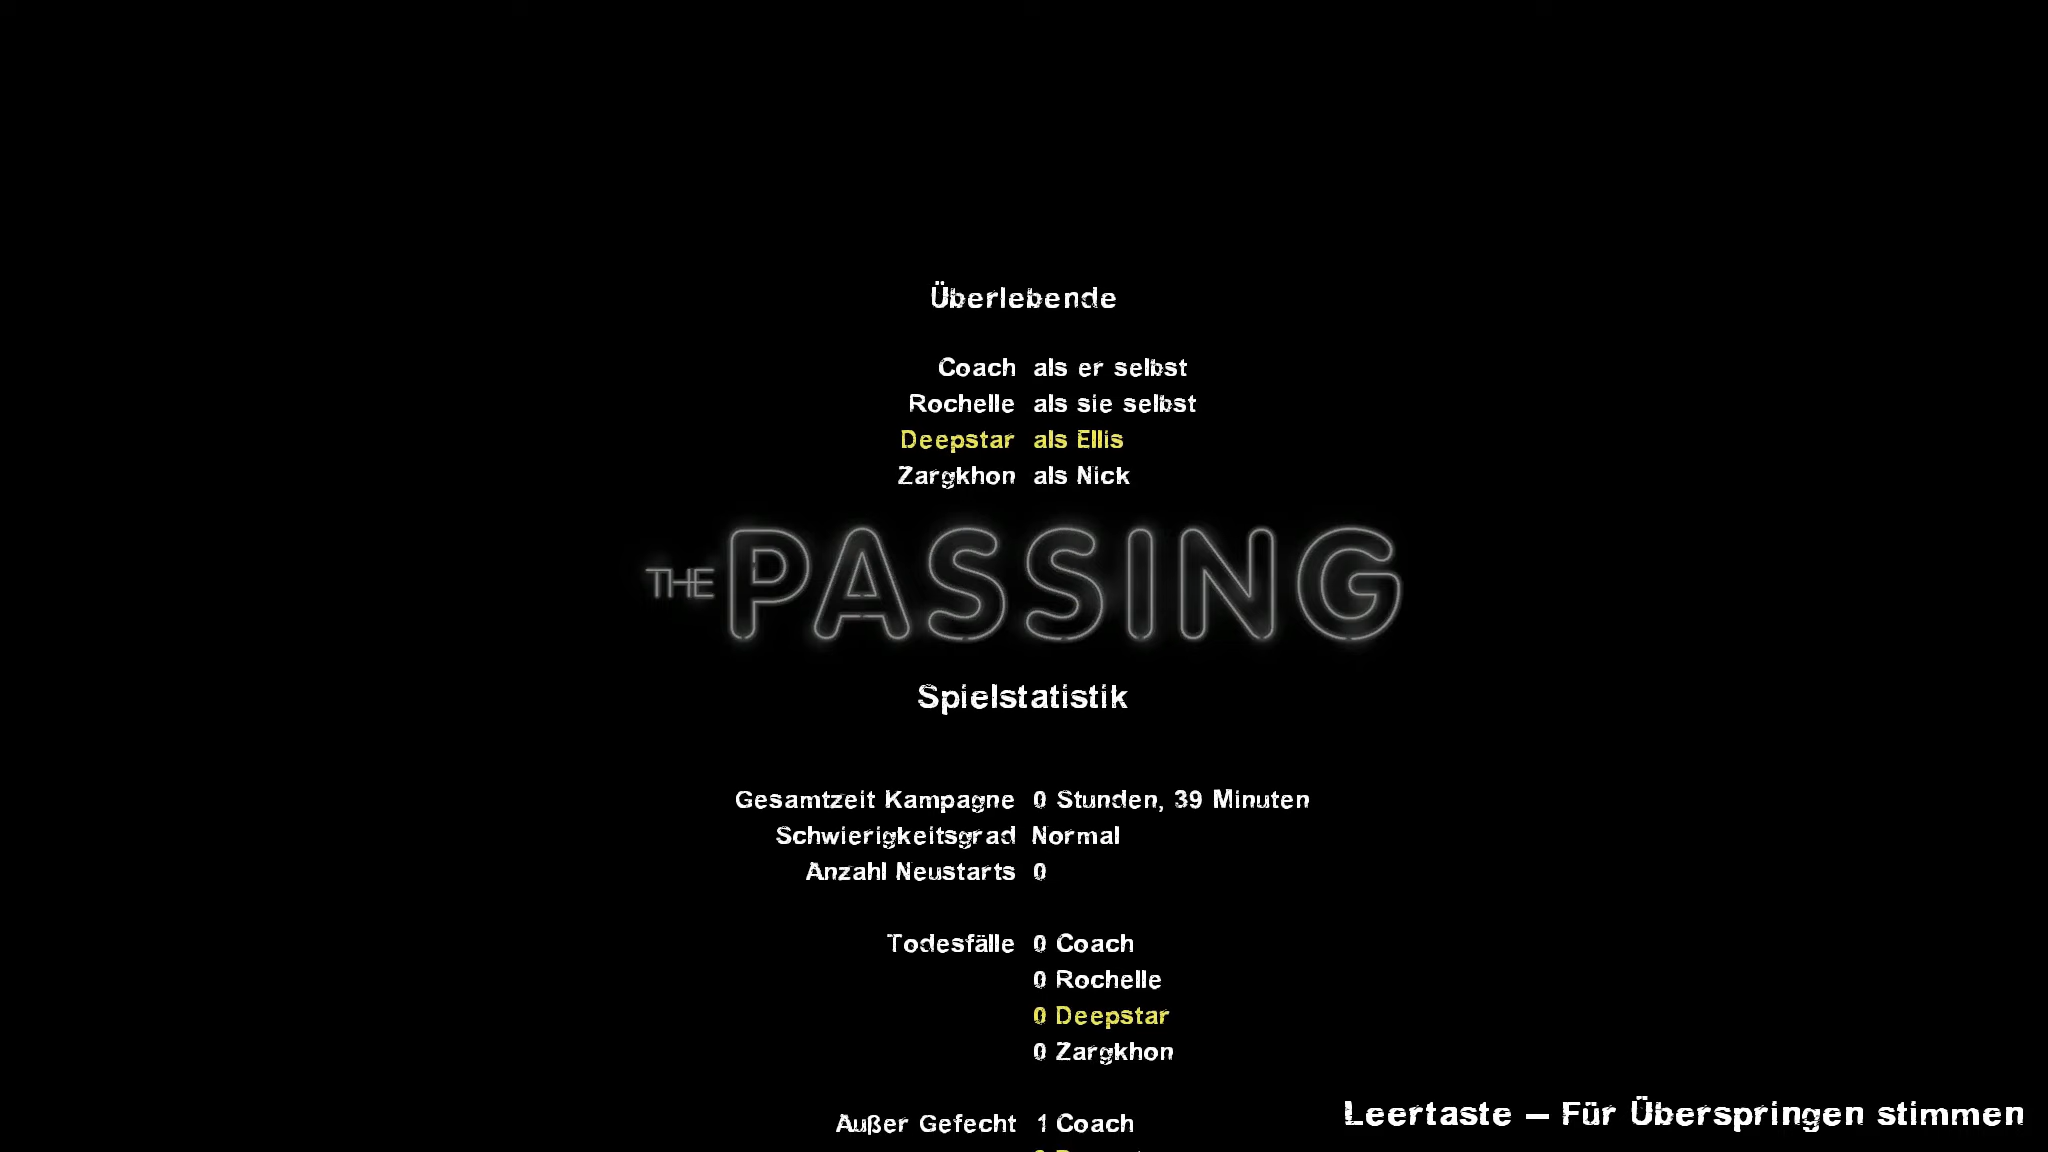 Überlebende
Coach als er selbst
Rochelle als sie selbst
Deepstar als Ellis
Zargkhon als Nick
THE PASSING
Spielstatistik
Gesamtzeit Kampagne 0 Stunden, 39 Minuten
Schwierigkeitsgrad Normal
Anzahl Neustarts 0
Todesfälle 0 Coach
0 Rochelle
0 Deepstar
0 Zargkhon
Außer Gefecht 1 Coach
Leertaste – Für Überspringen stimmen